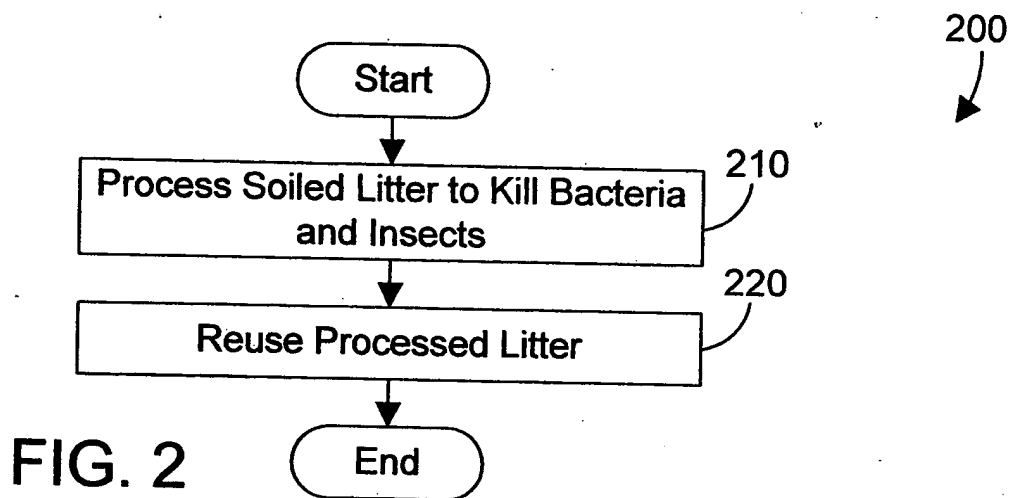 200
Start
210
Process Soiled Litter to Kill Bacteria
and Insects
220
Reuse Processed Litter
End
FIG. 2